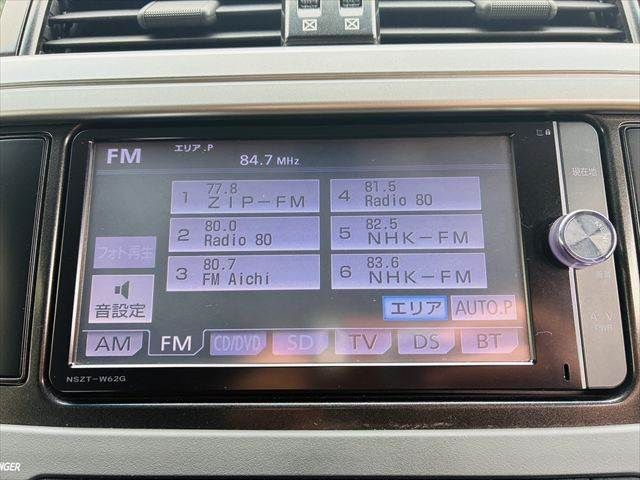 FM エリア.P 84.7 MHz
現在地
1 77.8 ZIP-FM
4 81.5 Radio 80
2 80.0 Radio 80
5 82.5 NHK-FM
3 80.7 FM Aichi
6 83.6 NHK-FM
フォト再生
音設定
エリア AUTO.P
AM FM CD/DVD SD TV DS BT
A V
PWR
NSZT-W62G
NGER